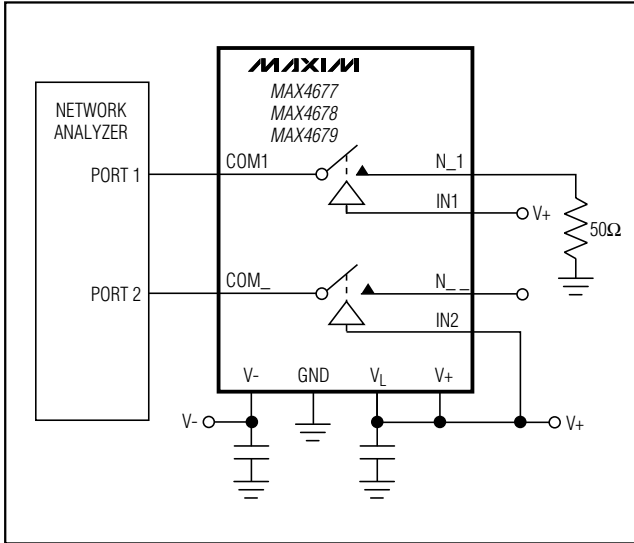 MAXIM
MAX4677
MAX4678
MAX4679
NETWORK
ANALYZER
PORT 1
COM1
N_1
IN1
V+
50Ω
PORT 2
COM_
N_ _
IN2
V-
GND
VL
V+
V-
V+